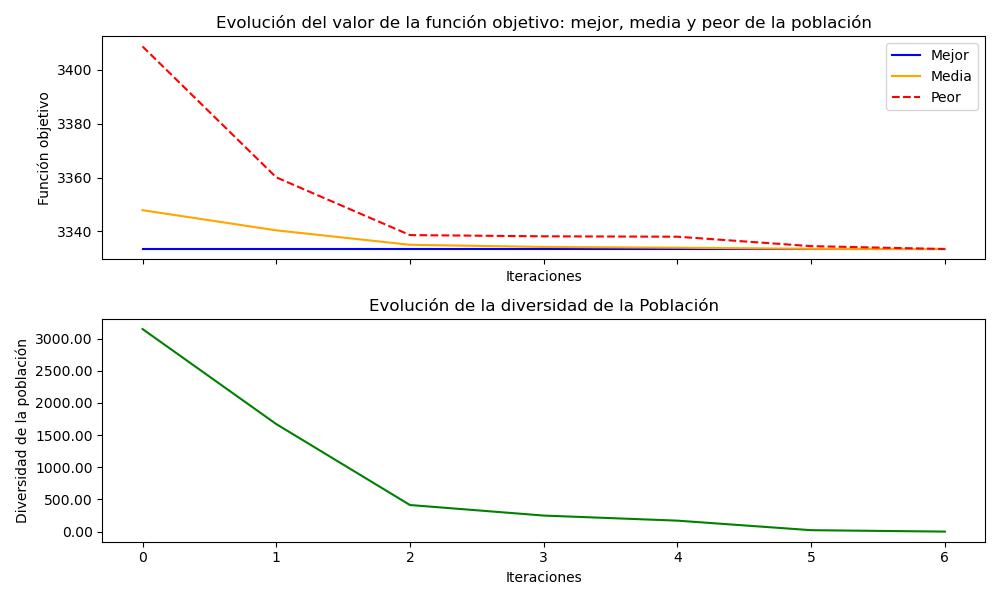 Evolución del valor de la función objetivo: mejor, media y peor de la población
Función objetivo
3400
3380
3360
3340
Mejor
Media
Peor
Iteraciones
Evolución de la diversidad de la Población
Diversidad de la población
3000.00
2500.00
2000.00
1500.00
1000.00
500.00
0.00
0 1 2 3 4 5 6
Iteraciones